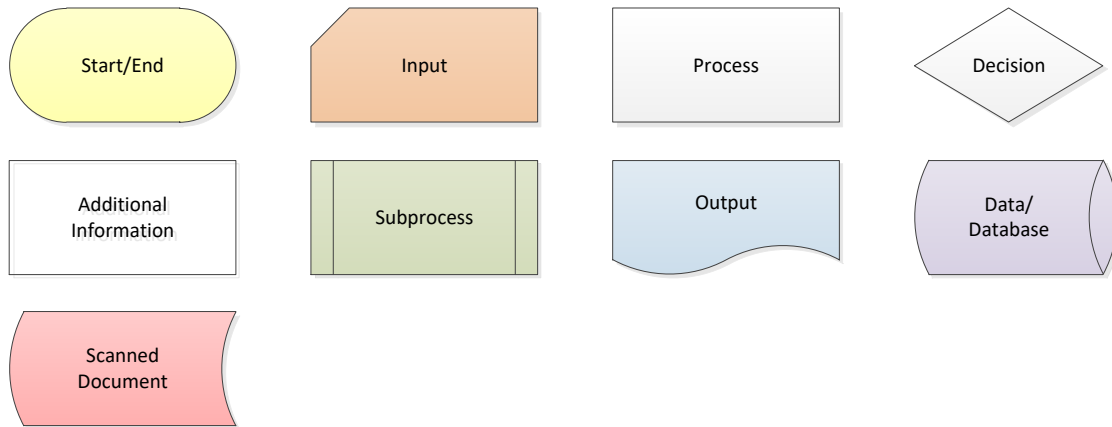 Start/End
Input
Process
Decision
Additional
Information
Subprocess
Output
Data/
Database
Scanned
Document